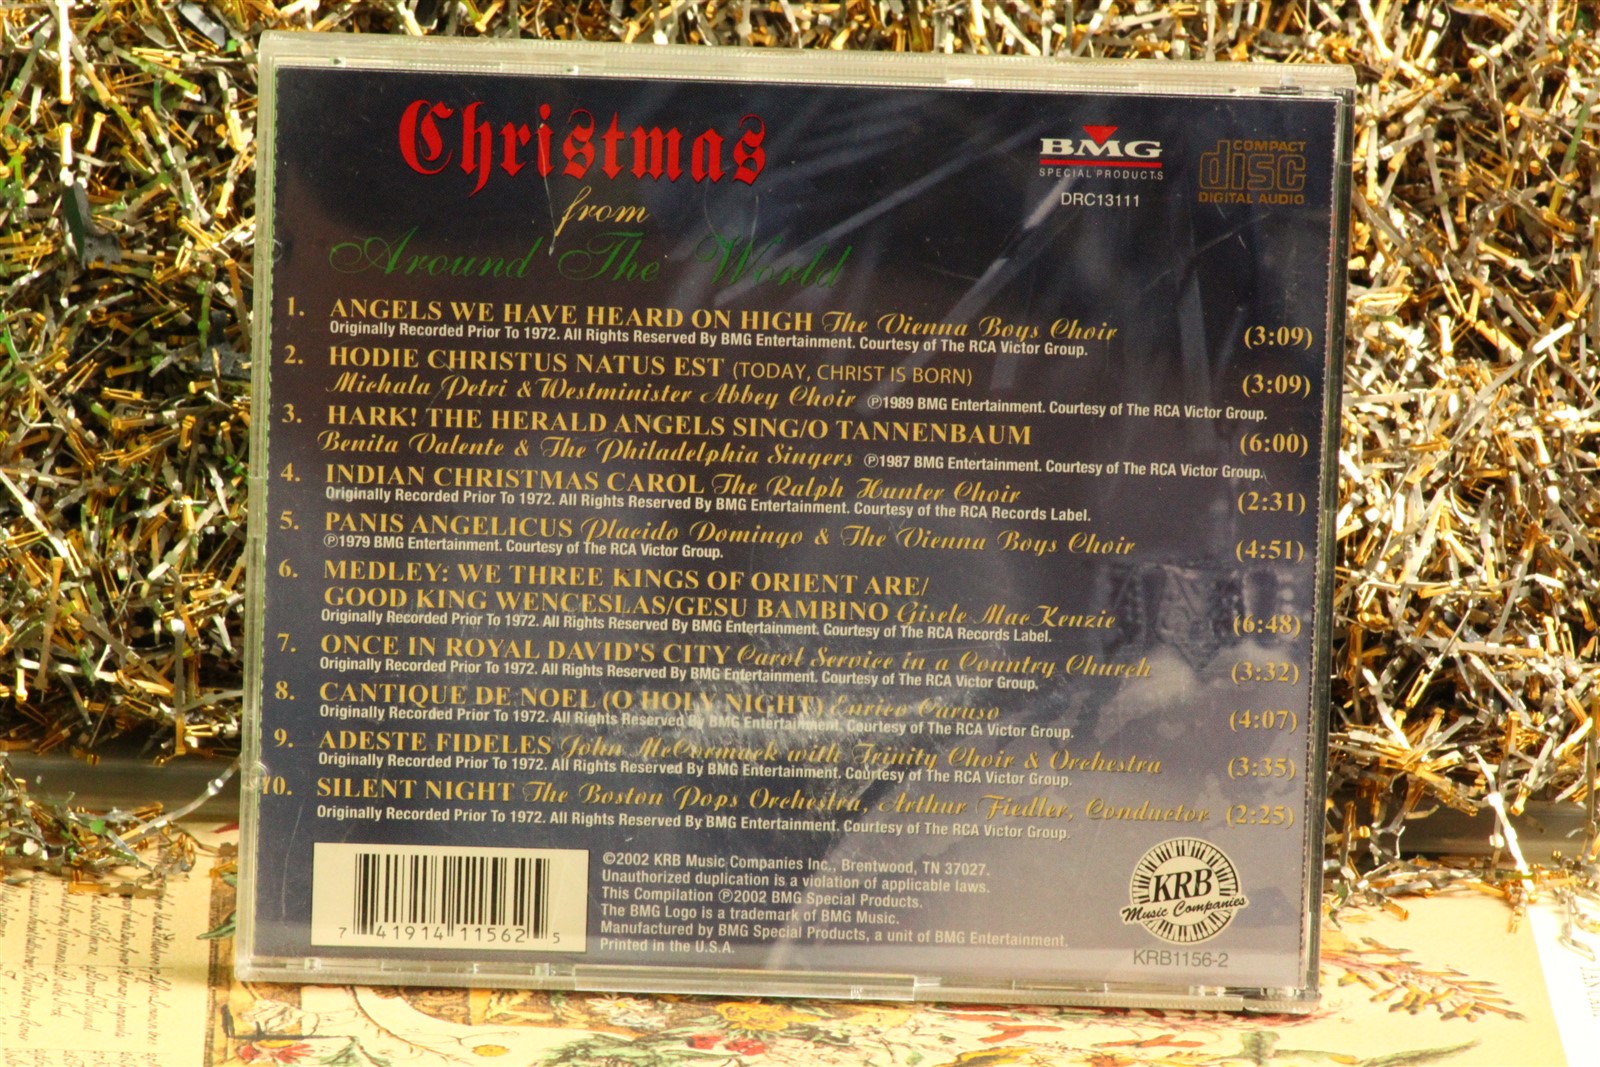 Christmas
from
Around The World
BMG
SPECIAL PRODUCTS
DRC13111
COMPACT
disc
DIGITAL AUDIO
1. ANGELS WE HAVE HEARD ON HIGH The Vienna Boys Choir (3:09)
Originally Recorded Prior To 1972. All Rights Reserved By BMG Entertainment. Courtesy of The RCA Victor Group.
2. HODIE CHRISTUS NATUS EST (TODAY, CHRIST IS BORN)
Michala Petri & Westminister Abbey Choir ℗1989 BMG Entertainment. Courtesy of The RCA Victor Group. (3:09)
3. HARK! THE HERALD ANGELS SING/O TANNENBAUM (6:00)
Benita Valente & The Philadelphia Singers ℗1987 BMG Entertainment. Courtesy of The RCA Victor Group.
4. INDIAN CHRISTMAS CAROL The Ralph Hunter Choir (2:31)
Originally Recorded Prior To 1972. All Rights Reserved By BMG Entertainment. Courtesy of the RCA Records Label.
5. PANIS ANGELICUS Placido Domingo & The Vienna Boys Choir (4:51)
℗1979 BMG Entertainment. Courtesy of The RCA Victor Group.
6. MEDLEY: WE THREE KINGS OF ORIENT ARE/
GOOD KING WENCESLAS/GESU BAMBINO Gisele MacKenzie (6:48)
Originally Recorded Prior To 1972. All Rights Reserved By BMG Entertainment. Courtesy of The RCA Records Label.
7. ONCE IN ROYAL DAVID'S CITY Carol Service in a Country Church (3:32)
Originally Recorded Prior To 1972. All Rights Reserved By BMG Entertainment. Courtesy of The RCA Victor Group.
8. CANTIQUE DE NOEL (O HOLY NIGHT) Enrico Caruso (4:07)
Originally Recorded Prior To 1972. All Rights Reserved By BMG Entertainment. Courtesy of The RCA Victor Group.
9. ADESTE FIDELES John McCormack with Trinity Choir & Orchestra (3:35)
Originally Recorded Prior To 1972. All Rights Reserved By BMG Entertainment. Courtesy of The RCA Victor Group.
10. SILENT NIGHT The Boston Pops Orchestra, Arthur Fiedler, Conductor (2:25)
Originally Recorded Prior To 1972. All Rights Reserved By BMG Entertainment. Courtesy of The RCA Victor Group.
7 41914 11562 5
©2002 KRB Music Companies Inc., Brentwood, TN 37027.
Unauthorized duplication is a violation of applicable laws.
This Compilation ℗2002 BMG Special Products.
The BMG Logo is a trademark of BMG Music.
Manufactured by BMG Special Products, a unit of BMG Entertainment.
Printed in the U.S.A.
KRB
Music Companies
KRB1156-2